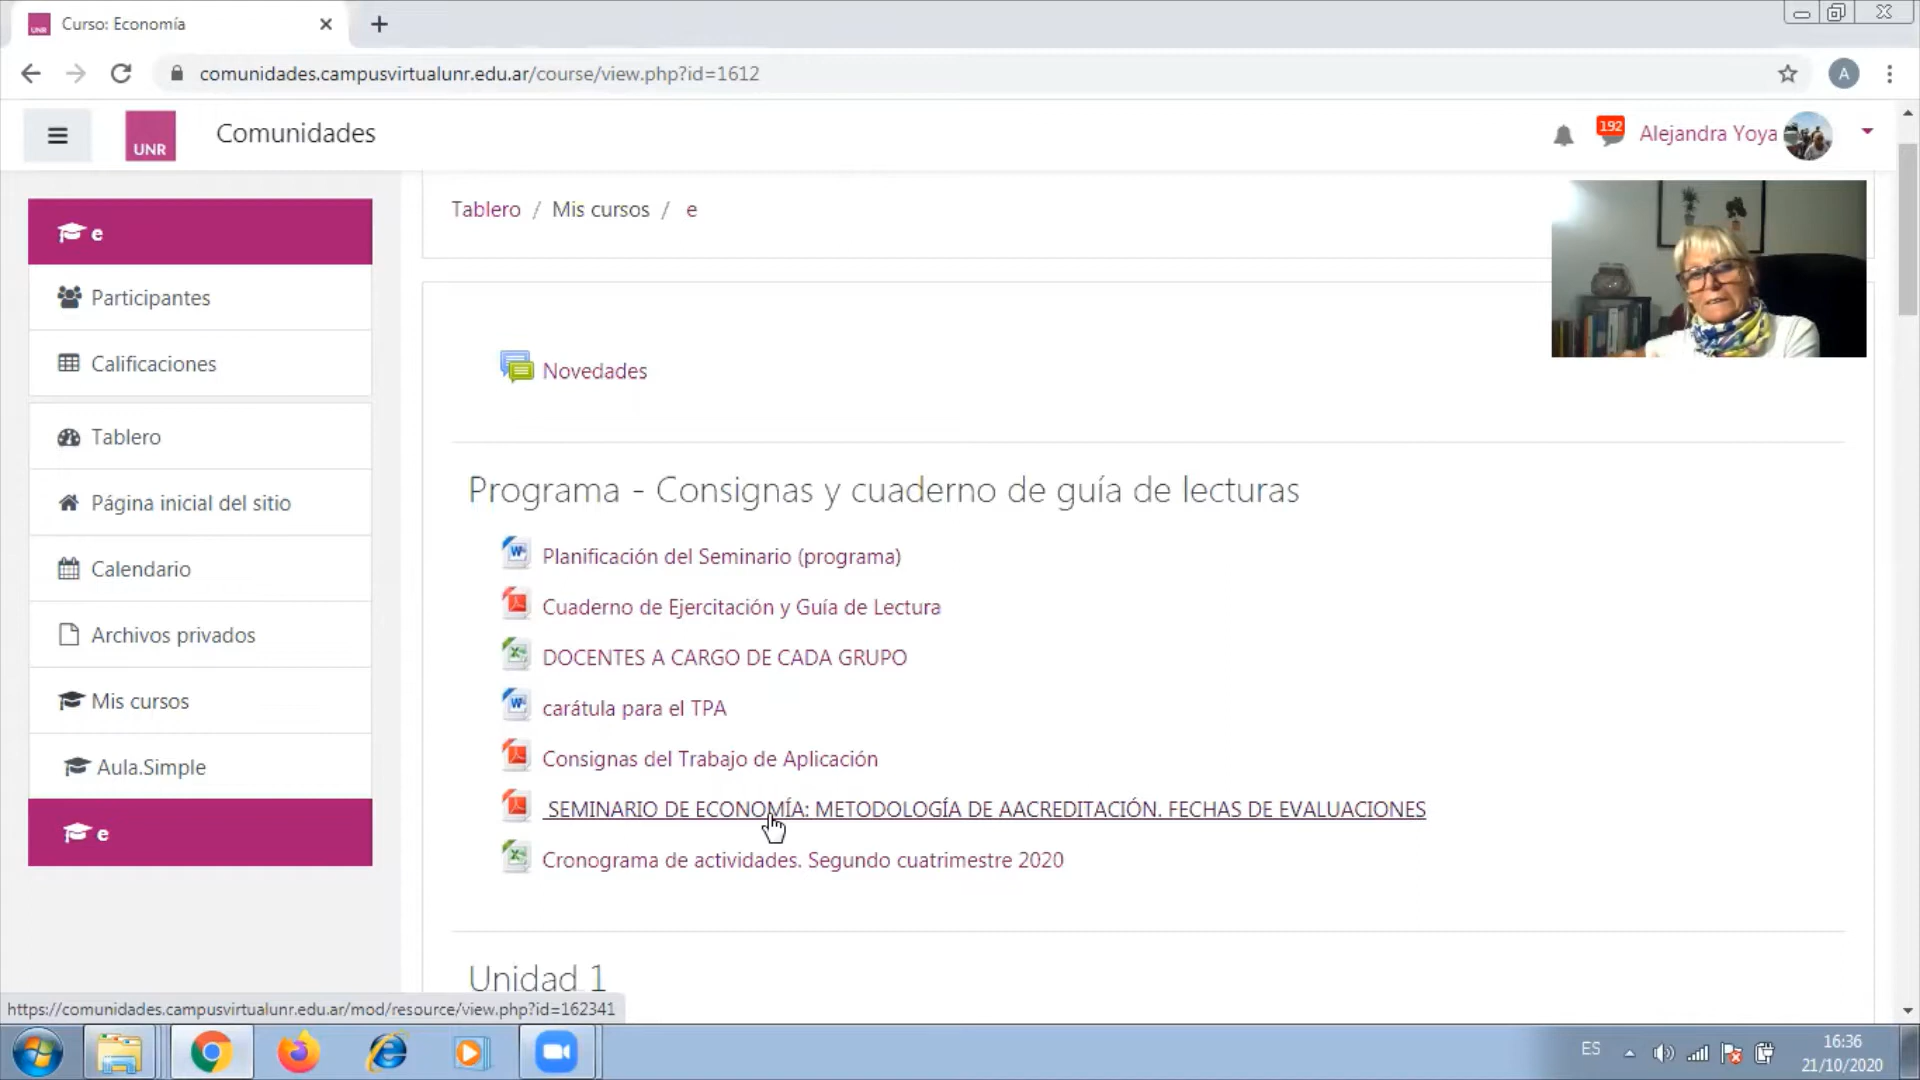 UNR
Curso: Economía
comunidades.campusvirtualunr.edu.ar/course/view.php?id=1612
A
UNR
Comunidades
192
Alejandra Yoya
e
Participantes
Calificaciones
Tablero
Página inicial del sitio
Calendario
Archivos privados
Mis cursos
Aula.Simple
e
Tablero / Mis cursos / e
Novedades
Programa - Consignas y cuaderno de guía de lecturas
Planificación del Seminario (programa)
Cuaderno de Ejercitación y Guía de Lectura
DOCENTES A CARGO DE CADA GRUPO
carátula para el TPA
Consignas del Trabajo de Aplicación
SEMINARIO DE ECONOMÍA: METODOLOGÍA DE AACREDITACIÓN. FECHAS DE EVALUACIONES
Cronograma de actividades. Segundo cuatrimestre 2020
Unidad 1
https://comunidades.campusvirtualunr.edu.ar/mod/resource/view.php?id=162341
ES
16:36
21/10/2020